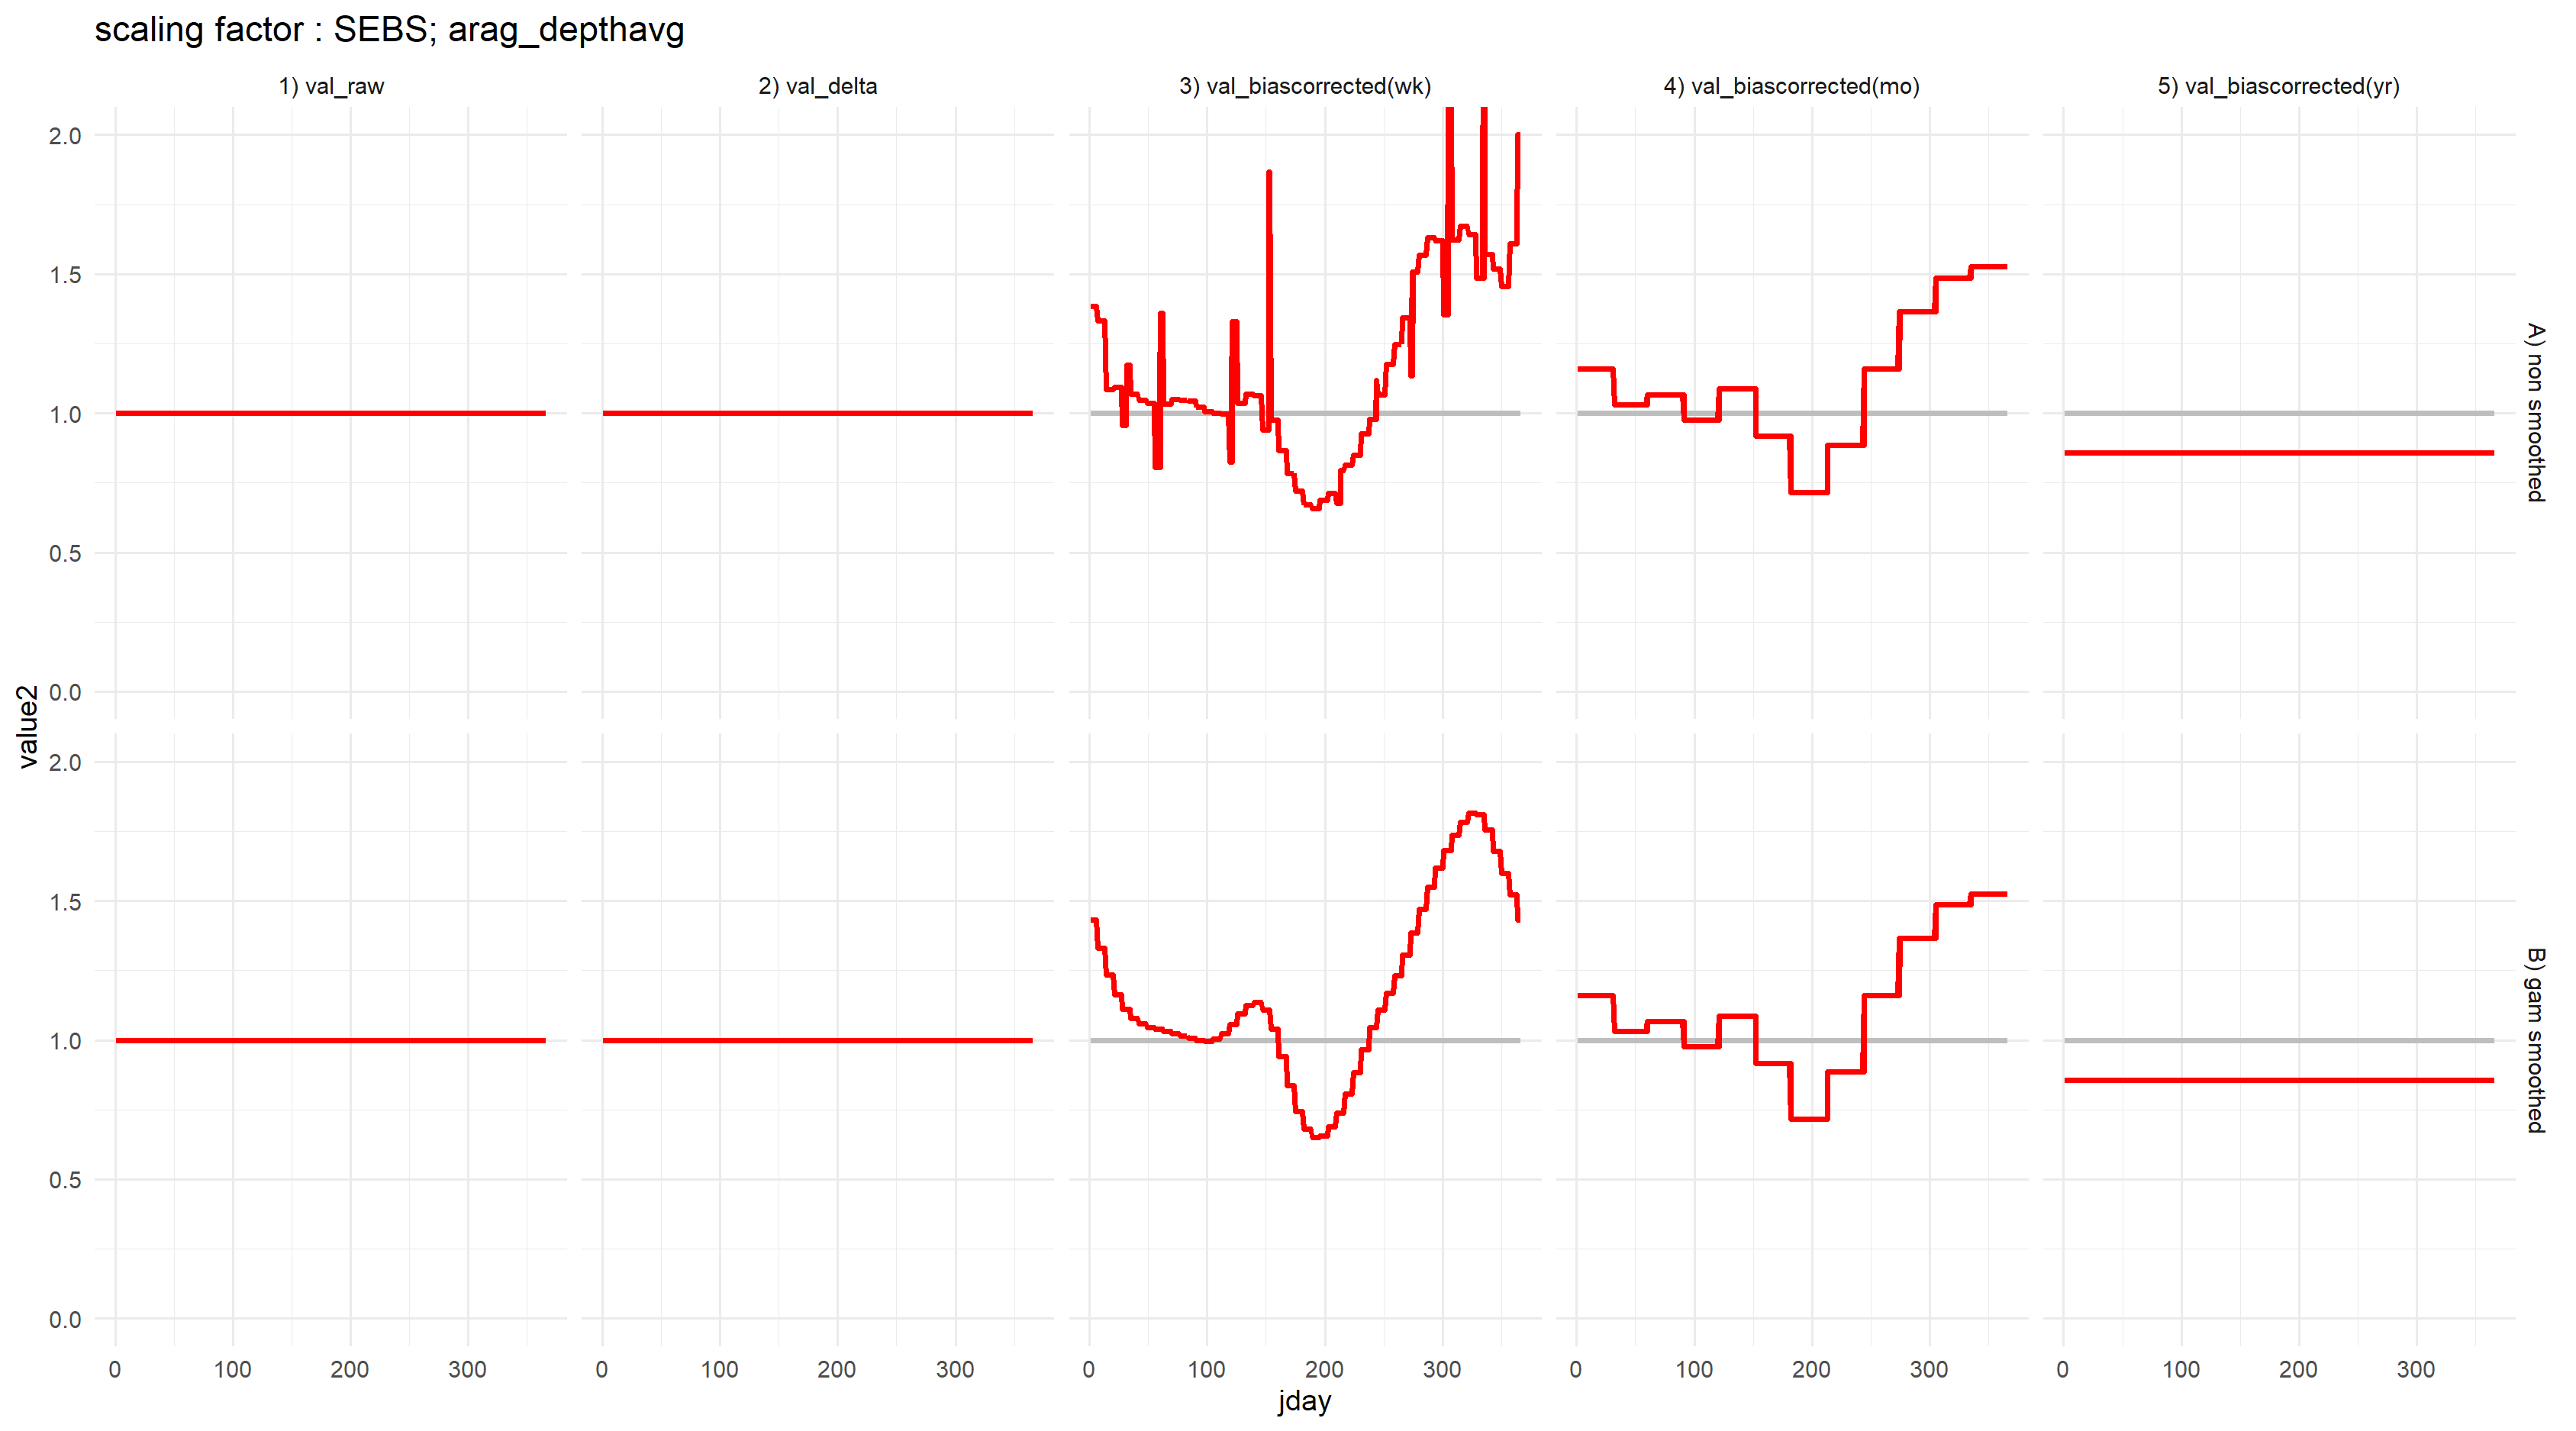 scaling factor : SEBS; arag_depthavg
1) val_raw
2) val_delta
3) val_biascorrected(wk)
4) val_biascorrected(mo)
5) val_biascorrected(yr)
2.0
1.5
1.0
0.5
0.0
A) non smoothed
value2
2.0
1.5
1.0
0.5
0.0
B) gam smoothed
0 100 200 300
0 100 200 300
0 100 200 300
0 100 200 300
0 100 200 300
jday